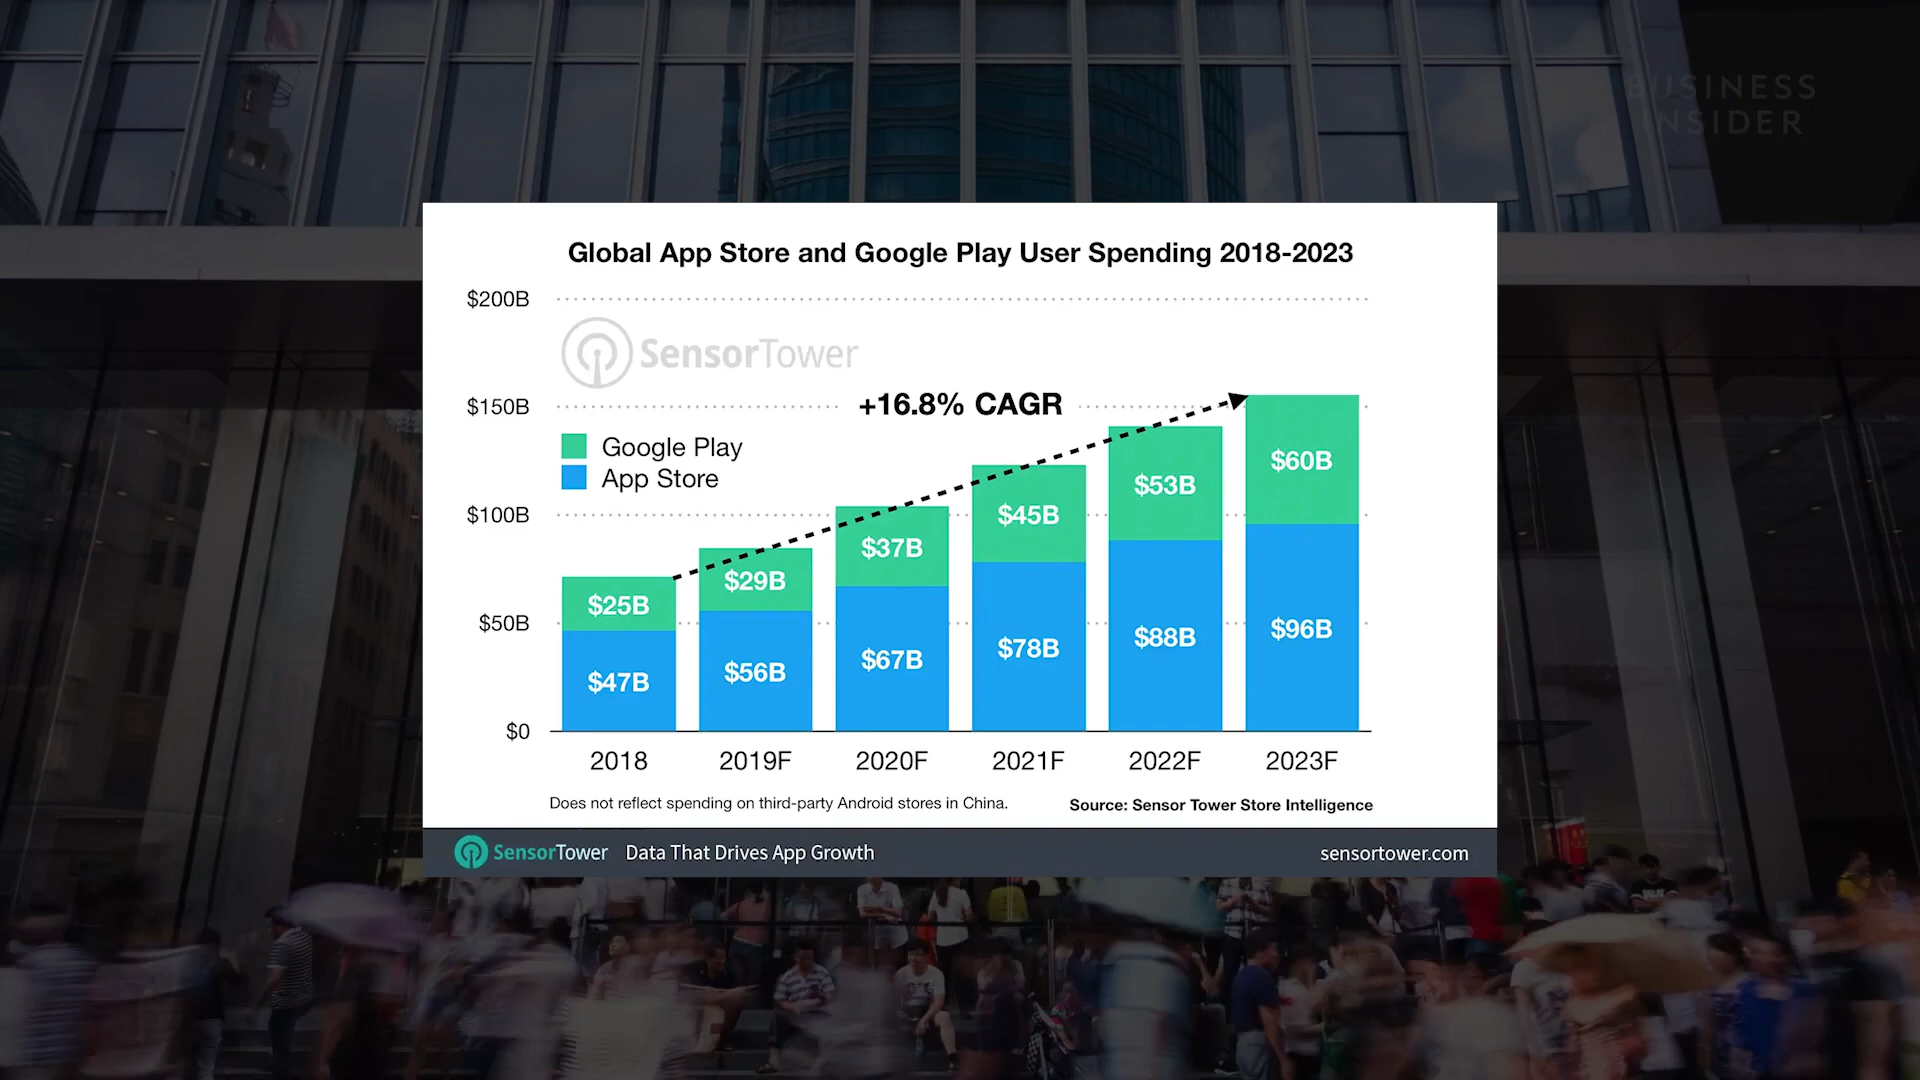 BUSINESS
INSIDER
Global App Store and Google Play User Spending 2018-2023
$200B
SensorTower
$150B
+16.8% CAGR
Google Play
App Store
$100B
$50B
$0
$25B
$29B
$37B
$45B
$53B
$60B
$47B
$56B
$67B
$78B
$88B
$96B
2018
2019F
2020F
2021F
2022F
2023F
Does not reflect spending on third-party Android stores in China.
Source: Sensor Tower Store Intelligence
SensorTower
Data That Drives App Growth
sensortower.com